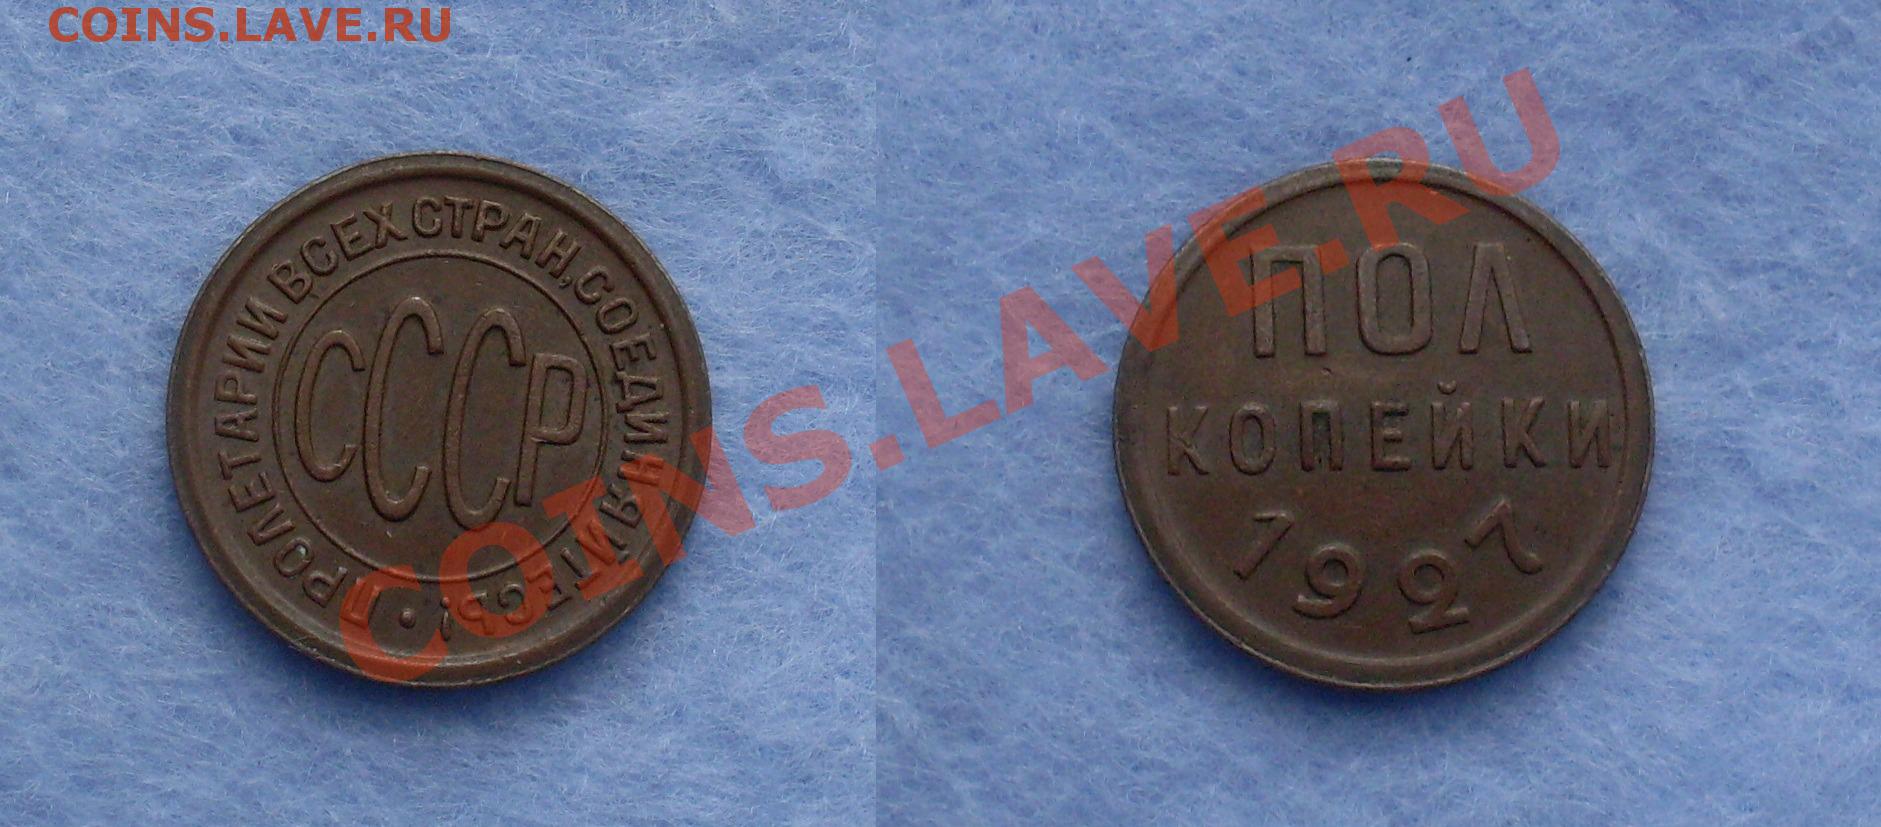 COINS.LAVE.RU
ПРОЛЕТАРИИ ВСЕХ СТРАН, СОЕДИНЯЙТЕСЬ! •
СССР
ПОЛ
КОПЕЙКИ
1927
COINS.LAVE.RU